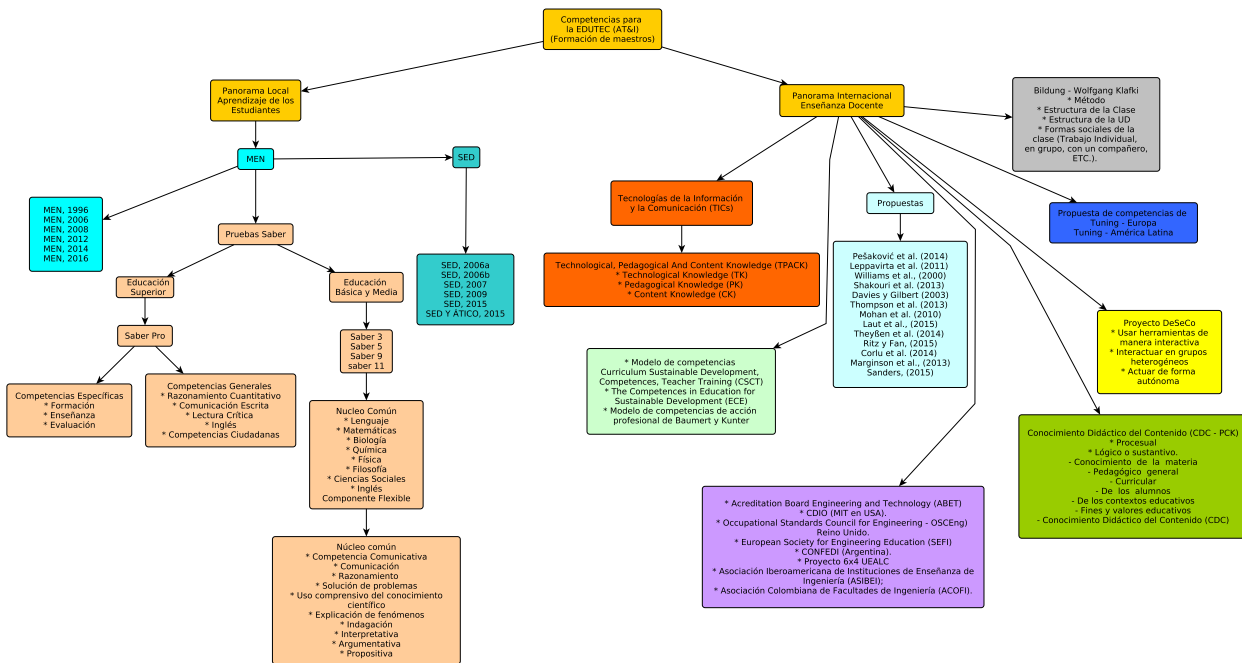 Competencias para
la EDUTEC (AT&I)
(Formación de maestros)
Panorama Local
Aprendizaje de los
Estudiantes
Panorama Internacional
Enseñanza Docente
Bildung - Wolfgang Klafki
* Método
* Estructura de la Clase
* Estructura de la UD
* Formas sociales de la
clase (Trabajo Individual,
en grupo, con un compañero,
ETC.).
MEN
SED
MEN, 1996
MEN, 2006
MEN, 2008
MEN, 2012
MEN, 2014
MEN, 2016
Pruebas Saber
SED, 2006a
SED, 2006b
SED, 2007
SED, 2009
SED, 2015
SED Y ÁTICO, 2015
Educación
Superior
Educación
Básica y Media
Saber Pro
Saber 3
Saber 5
Saber 9
saber 11
Competencias Específicas
* Formación
* Enseñanza
* Evaluación
Competencias Generales
* Razonamiento Cuantitativo
* Comunicación Escrita
* Lectura Crítica
* Inglés
* Competencias Ciudadanas
Nucleo Común
* Lenguaje
* Matemáticas
* Biología
* Química
* Física
* Filosofía
* Ciencias Sociales
* Inglés
Componente Flexible
Núcleo común
* Competencia Comunicativa
* Comunicación
* Razonamiento
* Solución de problemas
* Uso comprensivo del conocimiento
científico
* Explicación de fenómenos
* Indagación
* Interpretativa
* Argumentativa
* Propositiva
Tecnologías de la Información
y la Comunicación (TICs)
Technological, Pedagogical And Content Knowledge (TPACK)
* Technological Knowledge (TK)
* Pedagogical Knowledge (PK)
* Content Knowledge (CK)
* Modelo de competencias
Curriculum Sustainable Development,
Competences, Teacher Training (CSCT)
* The Competences in Education for
Sustainable Development (ECE)
* Modelo de competencias de acción
profesional de Baumert y Kunter
Propuestas
Pešaković et al. (2014)
Leppavirta et al. (2011)
Williams et al., (2000)
Shakouri et al. (2013)
Davies y Gilbert (2003)
Thompson et al. (2013)
Mohan et al. (2010)
Laut et al., (2015)
Theyßen et al. (2014)
Ritz y Fan, (2015)
Corlu et al. (2014)
Marginson et al., (2013)
Sanders, (2015)
* Acreditation Board Engineering and Technology (ABET)
* CDIO (MIT en USA).
* Occupational Standards Council for Engineering - OSCEng)
Reino Unido.
* European Society for Engineering Education (SEFI)
* CONFEDI (Argentina).
* Proyecto 6x4 UEALC
* Asociación Iberoamericana de Instituciones de Enseñanza de
Ingeniería (ASIBEI);
* Asociación Colombiana de Facultades de Ingeniería (ACOFI).
Propuesta de competencias de
Tuning - Europa
Tuning - América Latina
Proyecto DeSeCo
* Usar herramientas de
manera interactiva
* Interactuar en grupos
heterogéneos
* Actuar de forma
autónoma
Conocimiento Didáctico del Contenido (CDC - PCK)
* Procesual
* Lógico o sustantivo.
- Conocimiento de la materia
- Pedagógico general
- Curricular
- De los alumnos
- De los contextos educativos
- Fines y valores educativos
- Conocimiento Didáctico del Contenido (CDC)